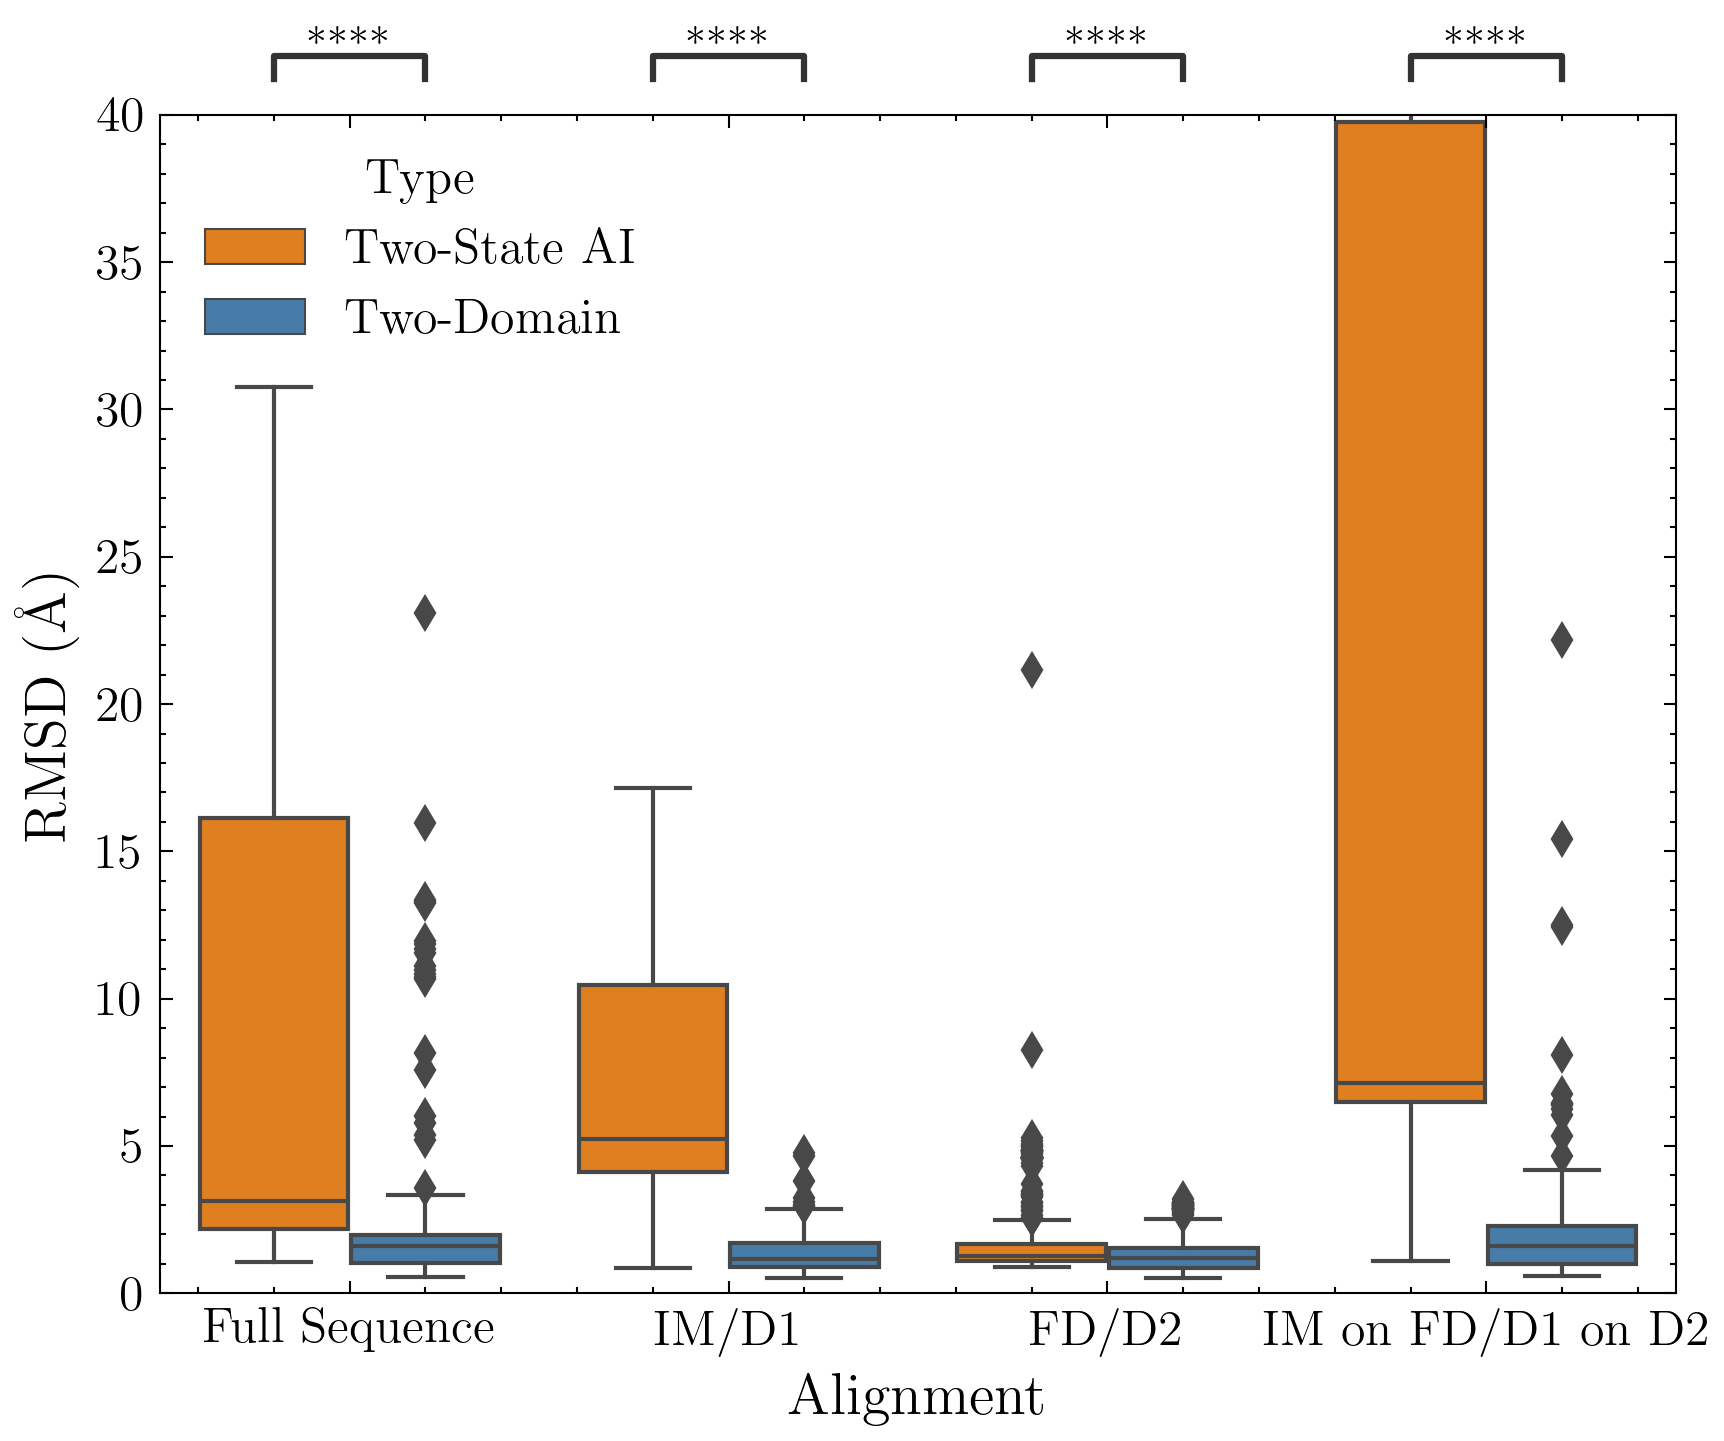 **** **** **** ****
40
35
30
25
20
15
10
5
0
RMSD (Å)
Type
Two-State AI
Two-Domain
Full Sequence IM/D1 FD/D2 IM on FD/D1 on D2
Alignment